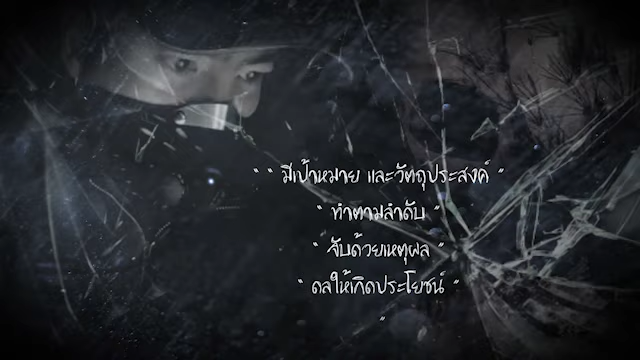 " " มีเป้าหมาย และวัตถุประสงค์ "
" ทำตามลำดับ "
" จับด้วยเหตุผล "
" ดลให้เกิดประโยชน์ "
"